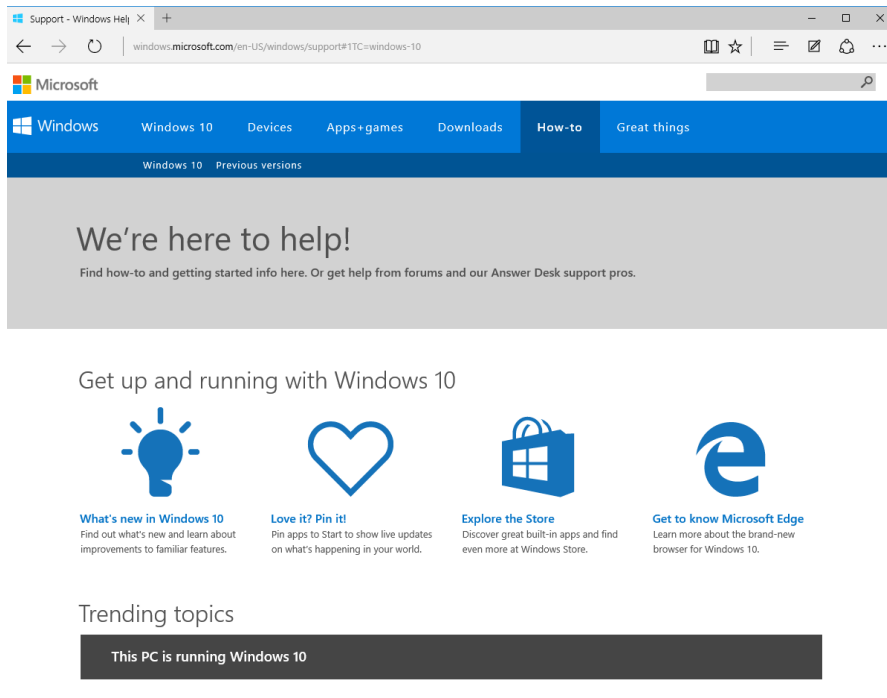 Support - Windows Help
windows.microsoft.com/en-US/windows/support#1TC=windows-10
Microsoft
Windows Windows 10 Devices Apps+games Downloads How-to Great things
Windows 10 Previous versions
We're here to help!
Find how-to and getting started info here. Or get help from forums and our Answer Desk support pros.
Get up and running with Windows 10
What's new in Windows 10
Find out what's new and learn about
improvements to familiar features.
Love it? Pin it!
Pin apps to Start to show live updates
on what's happening in your world.
Explore the Store
Discover great built-in apps and find
even more at Windows Store.
Get to know Microsoft Edge
Learn more about the brand-new
browser for Windows 10.
Trending topics
This PC is running Windows 10